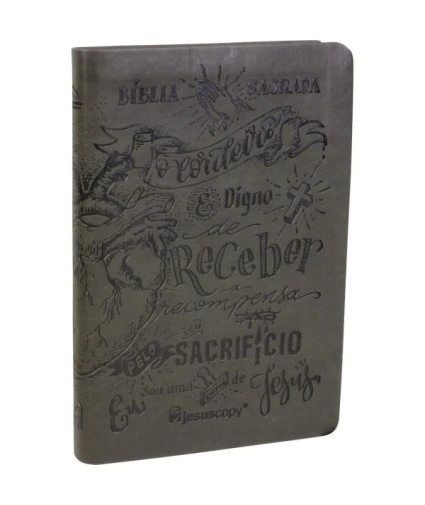 BÍBLIA SAGRADA
o cordeiro
É Digno
de
Receber
a
recompensa
PELO SACRIFÍCIO
Eu Sou uma de Jesus
Jesuscopy